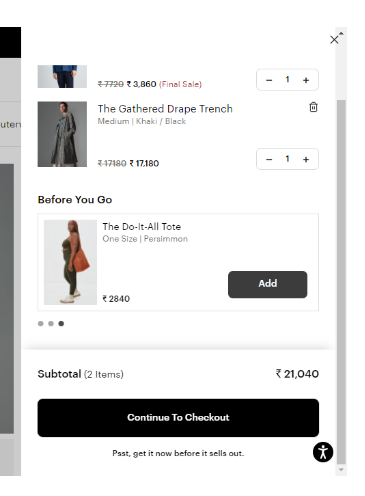 ₹ 7720 ₹ 3,860 (Final Sale)
- 1 +
The Gathered Drape Trench
Medium | Khaki / Black
₹ 17180 ₹ 17,180
- 1 +
uter
Before You Go
The Do-It-All Tote
One Size | Persimmon
₹ 2840
Add
Subtotal (2 Items) ₹ 21,040
Continue To Checkout
Psst, get it now before it sells out.